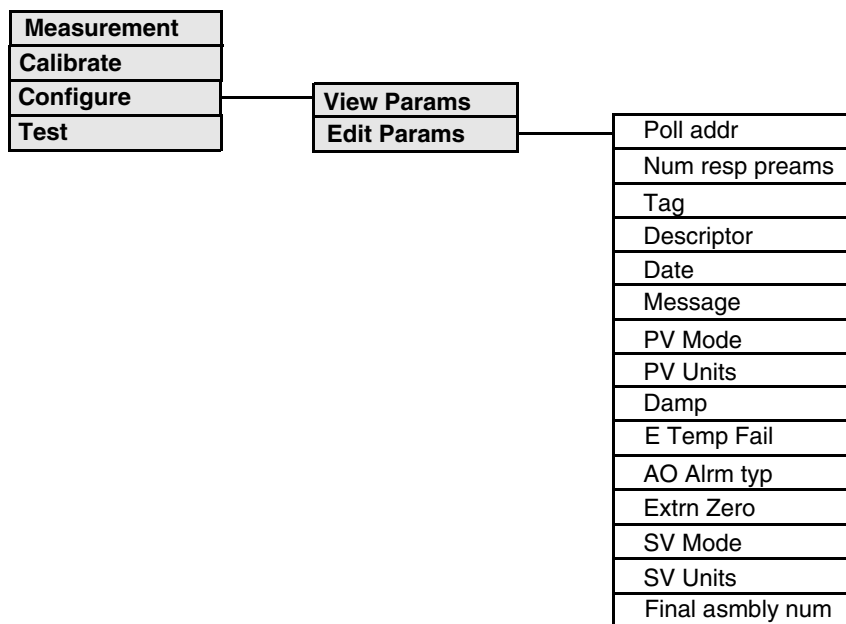 Measurement
Calibrate
Configure
Test
View Params
Edit Params
Poll addr
Num resp preams
Tag
Descriptor
Date
Message
PV Mode
PV Units
Damp
E Temp Fail
AO Alrm typ
Extrn Zero
SV Mode
SV Units
Final asmbly num